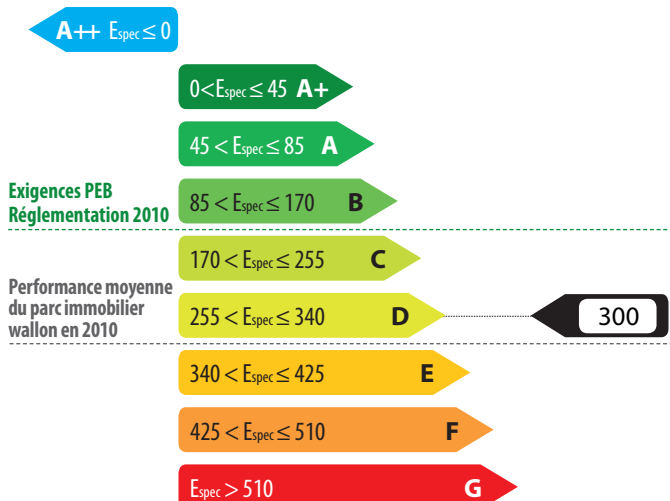 A++ Espec ≤ 0
0<Espec ≤ 45 A+
45 < Espec ≤ 85 A
Exigences PEB
Réglementation 2010
85 < Espec ≤ 170 B
170 < Espec ≤ 255 C
Performance moyenne
du parc immobilier
wallon en 2010
255 < Espec ≤ 340 D
300
340 < Espec ≤ 425 E
425 < Espec ≤ 510 F
Espec > 510 G